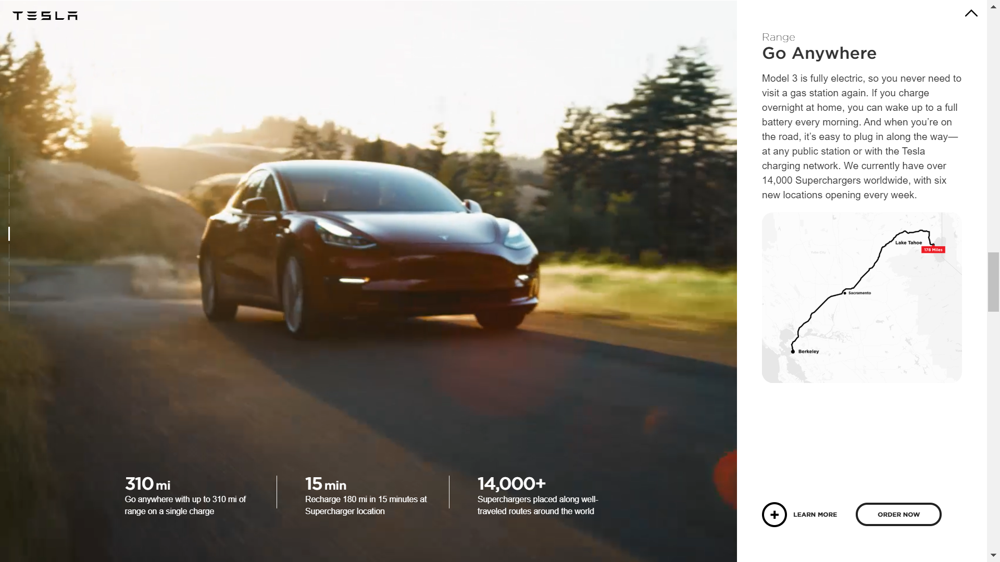 TESLA
Range
Go Anywhere
Model 3 is fully electric, so you never need to
visit a gas station again. If you charge
overnight at home, you can wake up to a full
battery every morning. And when you’re on
the road, it’s easy to plug in along the way—
at any public station or with the Tesla
charging network. We currently have over
14,000 Superchargers worldwide, with six
new locations opening every week.
Lake Tahoe
178 Miles
Sacramento
Berkeley
310 mi
Go anywhere with up to 310 mi of
range on a single charge
15 min
Recharge 180 mi in 15 minutes at
Supercharger location
14,000+
Superchargers placed along well-
traveled routes around the world
LEARN MORE
ORDER NOW